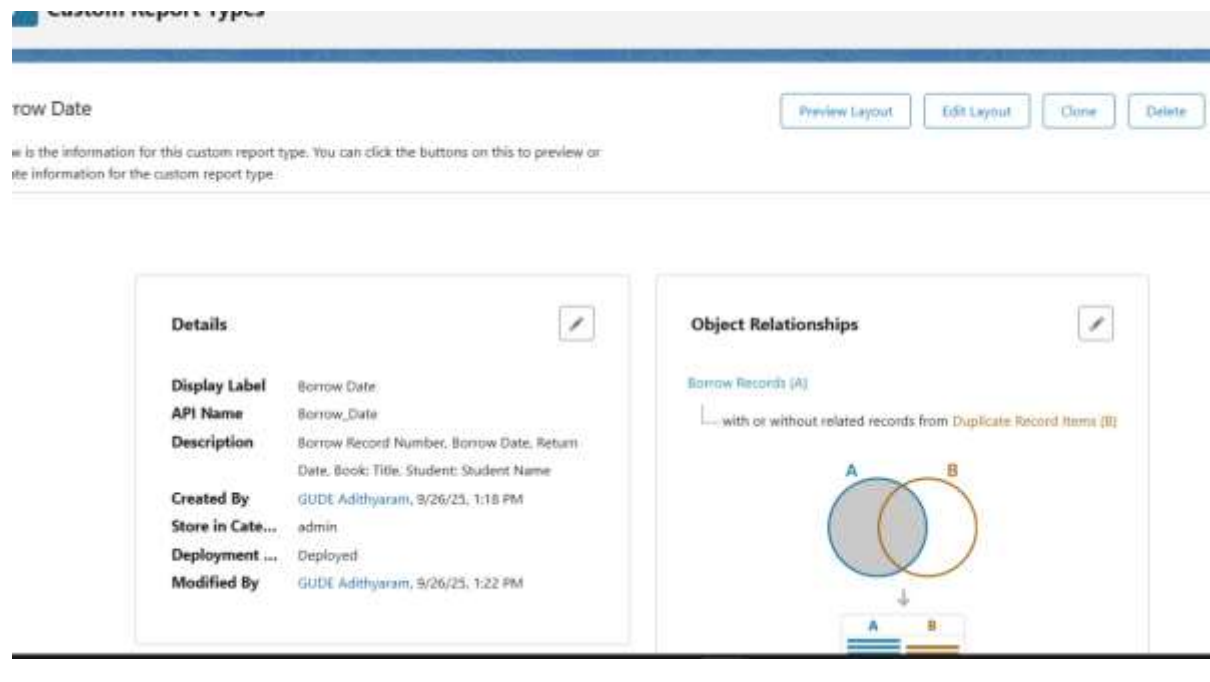 Custom Report Types
rrow Date
Preview Layout
Edit Layout
Clone
Delete
w is the information for this custom report type. You can click the buttons on this to preview or
te information for the custom report type
Details
Display Label Borrow Date
API Name Borrow_Date
Description Borrow Record Number, Borrow Date, Return
Date, Book: Title, Student: Student Name
Created By GUDE Adithyaram, 9/26/25, 1:18 PM
Store in Cate... admin
Deployment ... Deployed
Modified By GUDE Adithyaram, 9/26/25, 1:22 PM
Object Relationships
Borrow Records (A)
with or without related records from Duplicate Record Items (B)
A B
A B